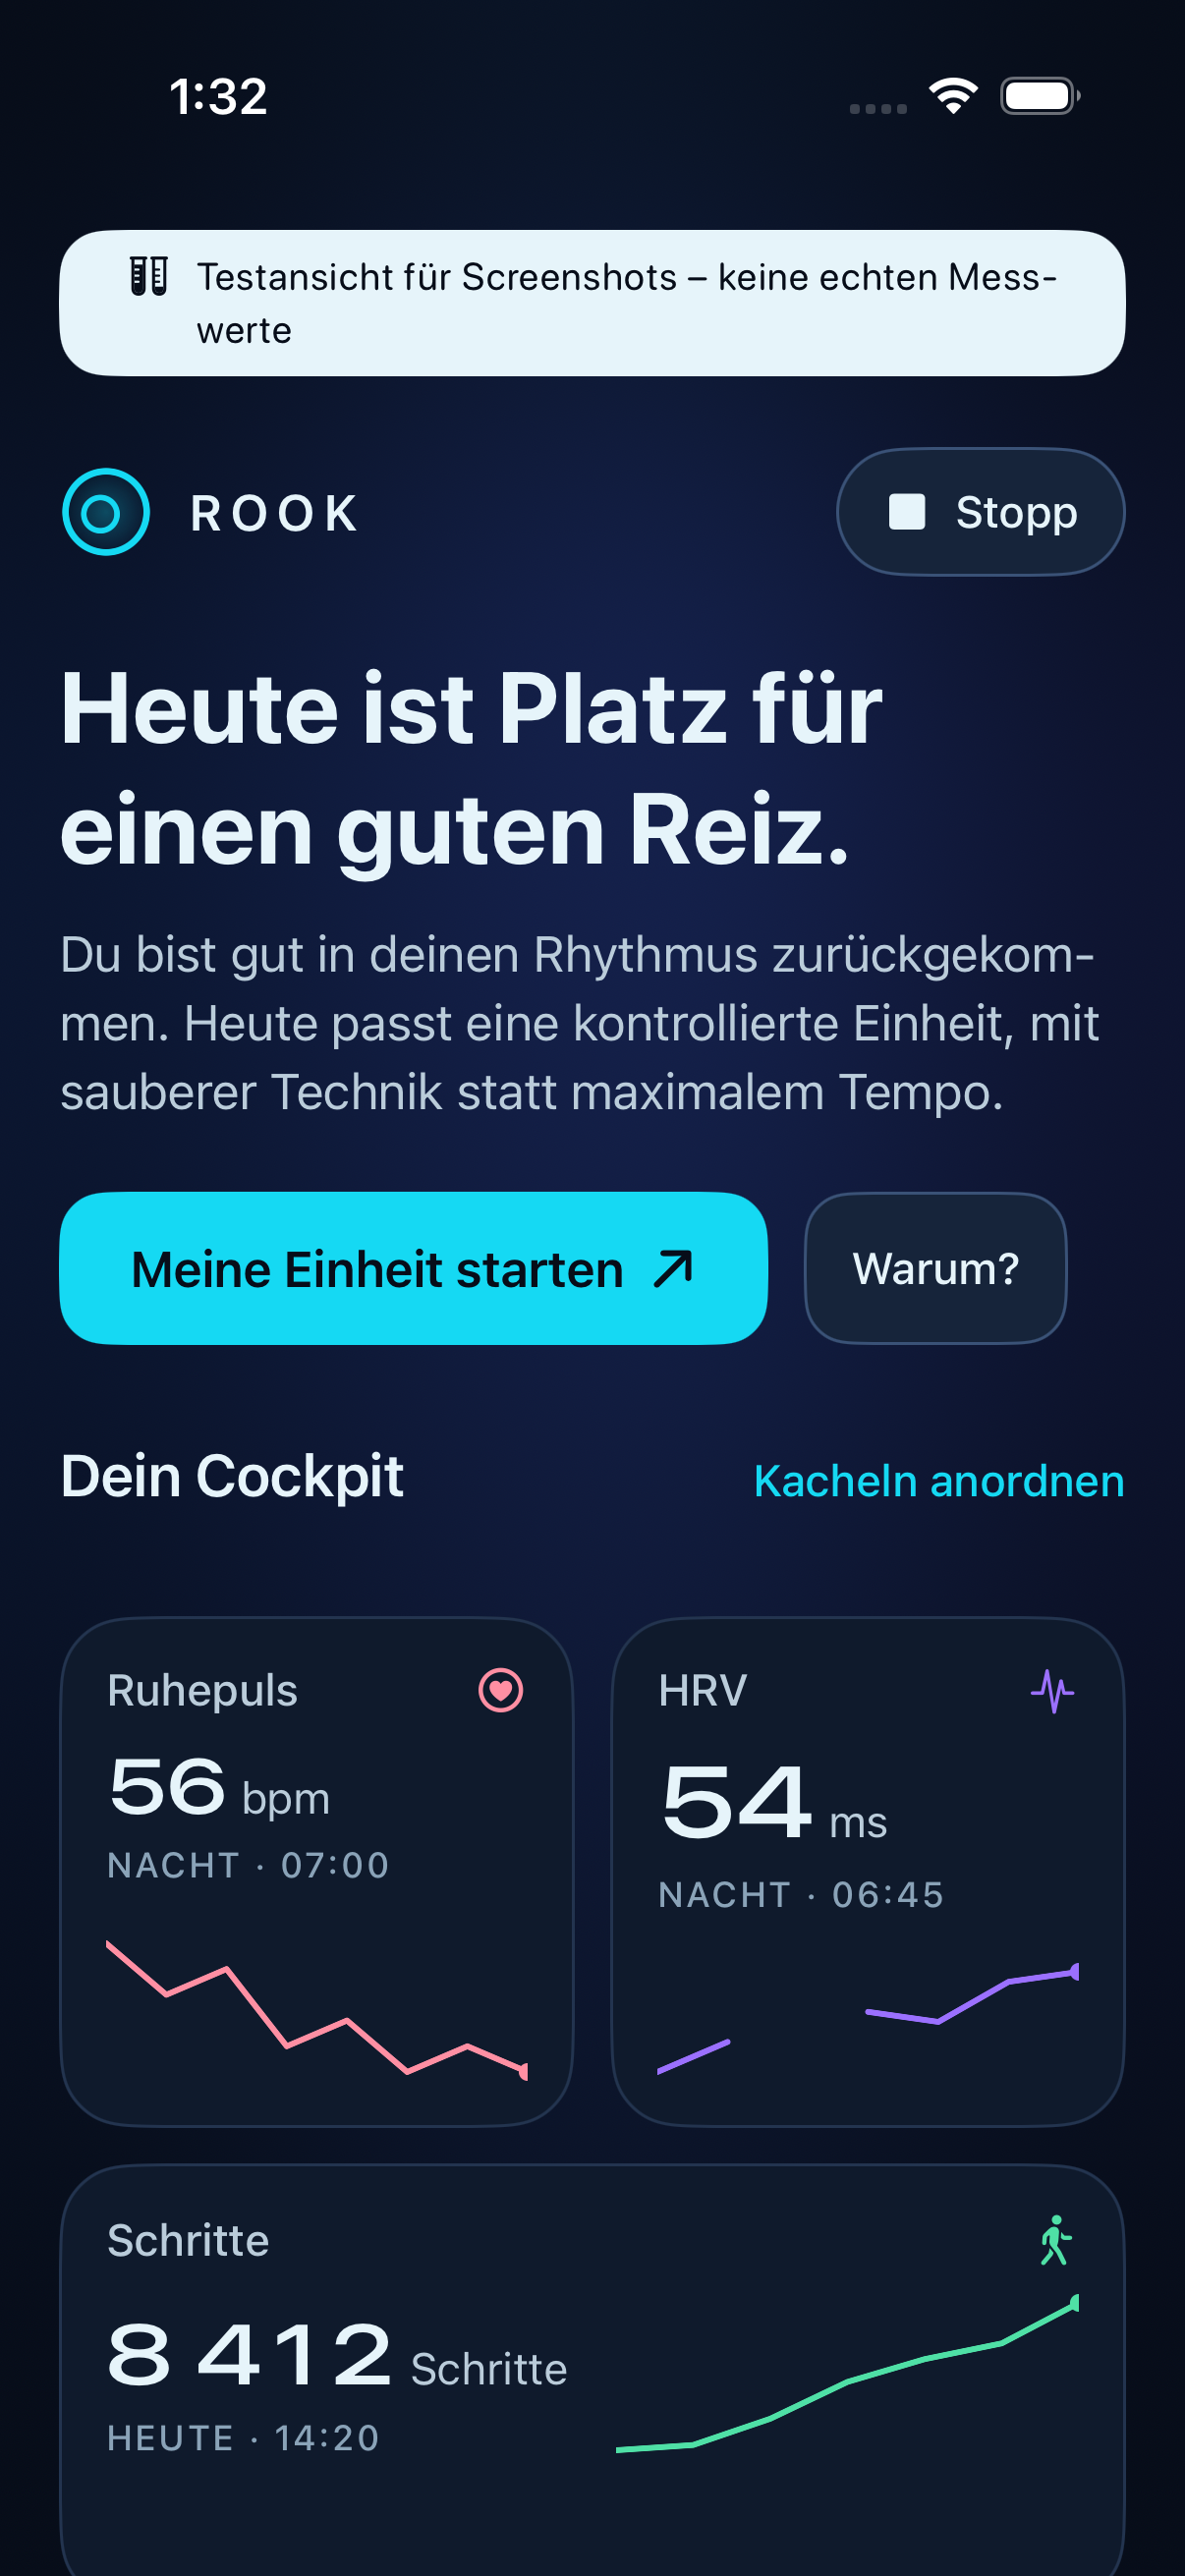 1:32
Testansicht für Screenshots – keine echten Mess-
werte
ROOK
Stopp
Heute ist Platz für
einen guten Reiz.
Du bist gut in deinen Rhythmus zurückgekom-
men. Heute passt eine kontrollierte Einheit, mit
sauberer Technik statt maximalem Tempo.
Meine Einheit starten
Warum?
Dein Cockpit
Kacheln anordnen
Ruhepuls
56 bpm
NACHT · 07:00
HRV
54 ms
NACHT · 06:45
Schritte
8 412 Schritte
HEUTE · 14:20